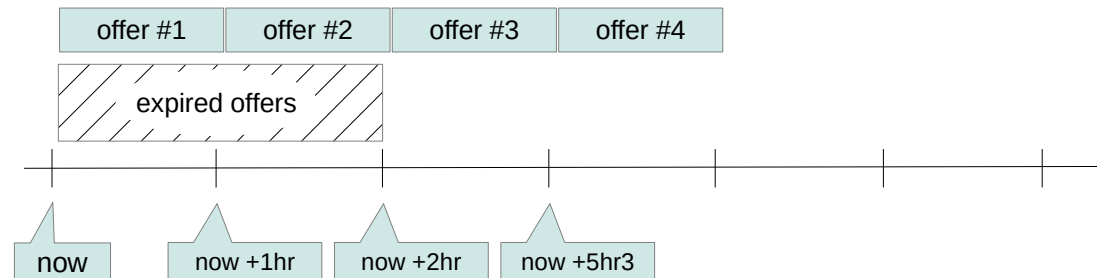 offer #1
offer #2
offer #3
offer #4
expired offers
now
now +1hr
now +2hr
now +5hr3